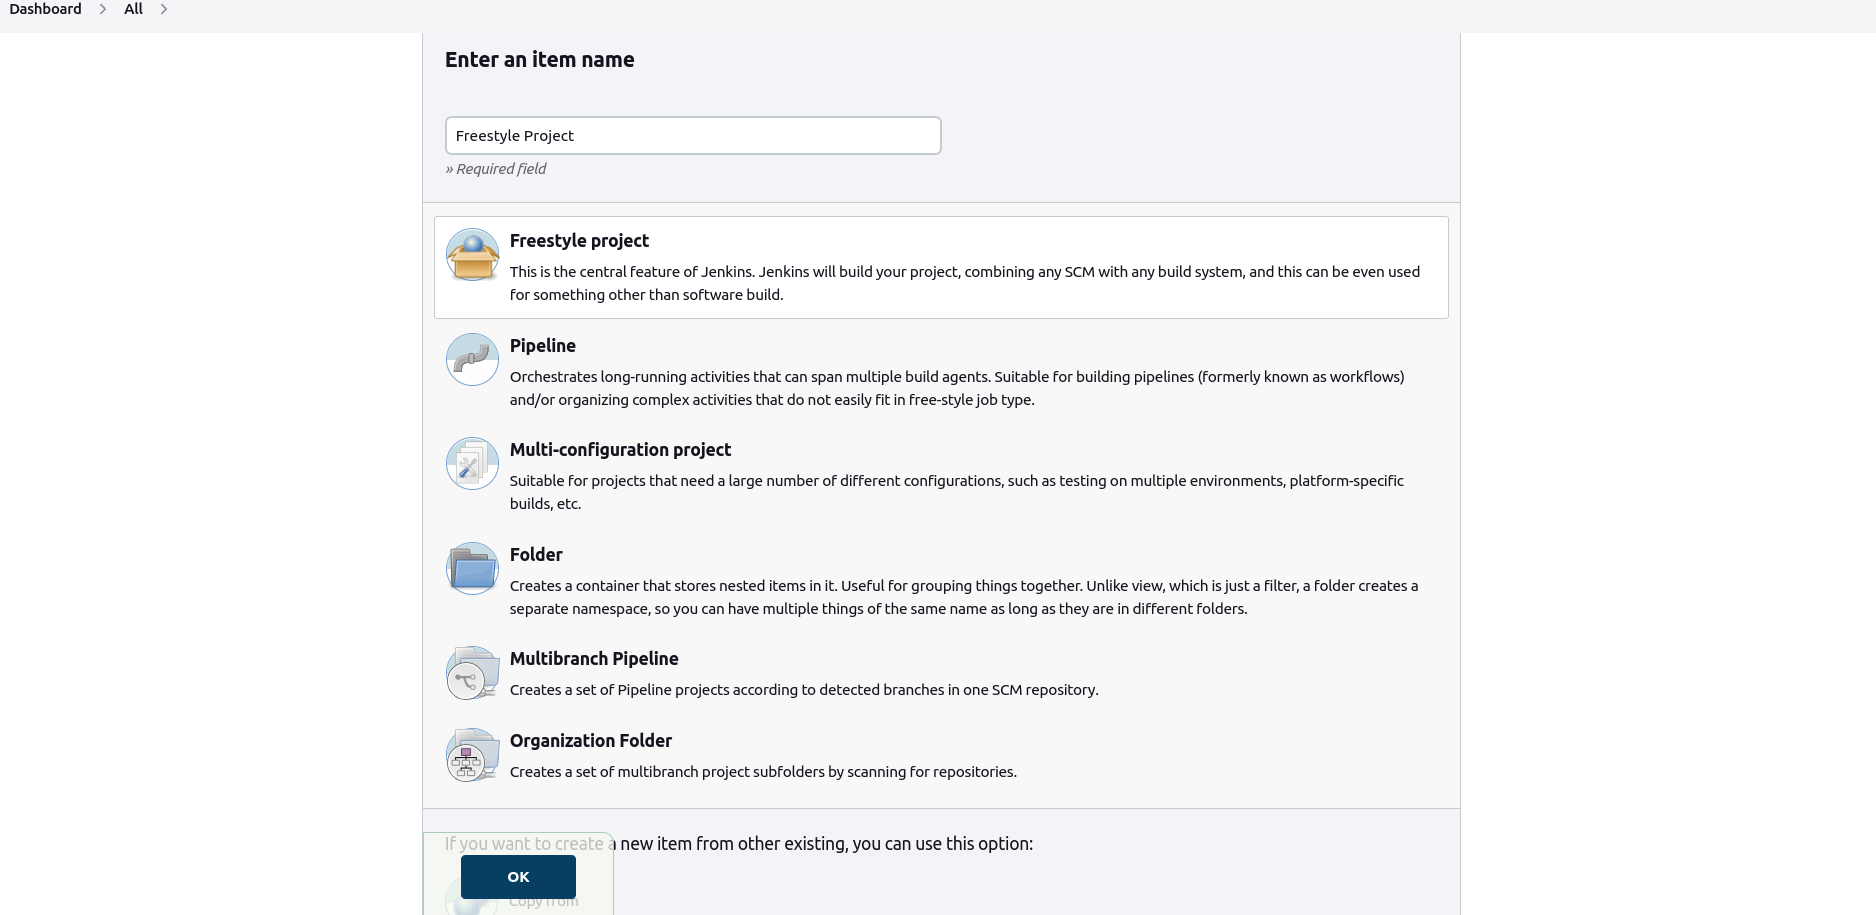 Dashboard > All >
Enter an item name
Freestyle Project
» Required field
Freestyle project
This is the central feature of Jenkins. Jenkins will build your project, combining any SCM with any build system, and this can be even used
for something other than software build.
Pipeline
Orchestrates long-running activities that can span multiple build agents. Suitable for building pipelines (formerly known as workflows)
and/or organizing complex activities that do not easily fit in free-style job type.
Multi-configuration project
Suitable for projects that need a large number of different configurations, such as testing on multiple environments, platform-specific
builds, etc.
Folder
Creates a container that stores nested items in it. Useful for grouping things together. Unlike view, which is just a filter, a folder creates a
separate namespace, so you can have multiple things of the same name as long as they are in different folders.
Multibranch Pipeline
Creates a set of Pipeline projects according to detected branches in one SCM repository.
Organization Folder
Creates a set of multibranch project subfolders by scanning for repositories.
If you want to create a new item from other existing, you can use this option:
OK
Copy from